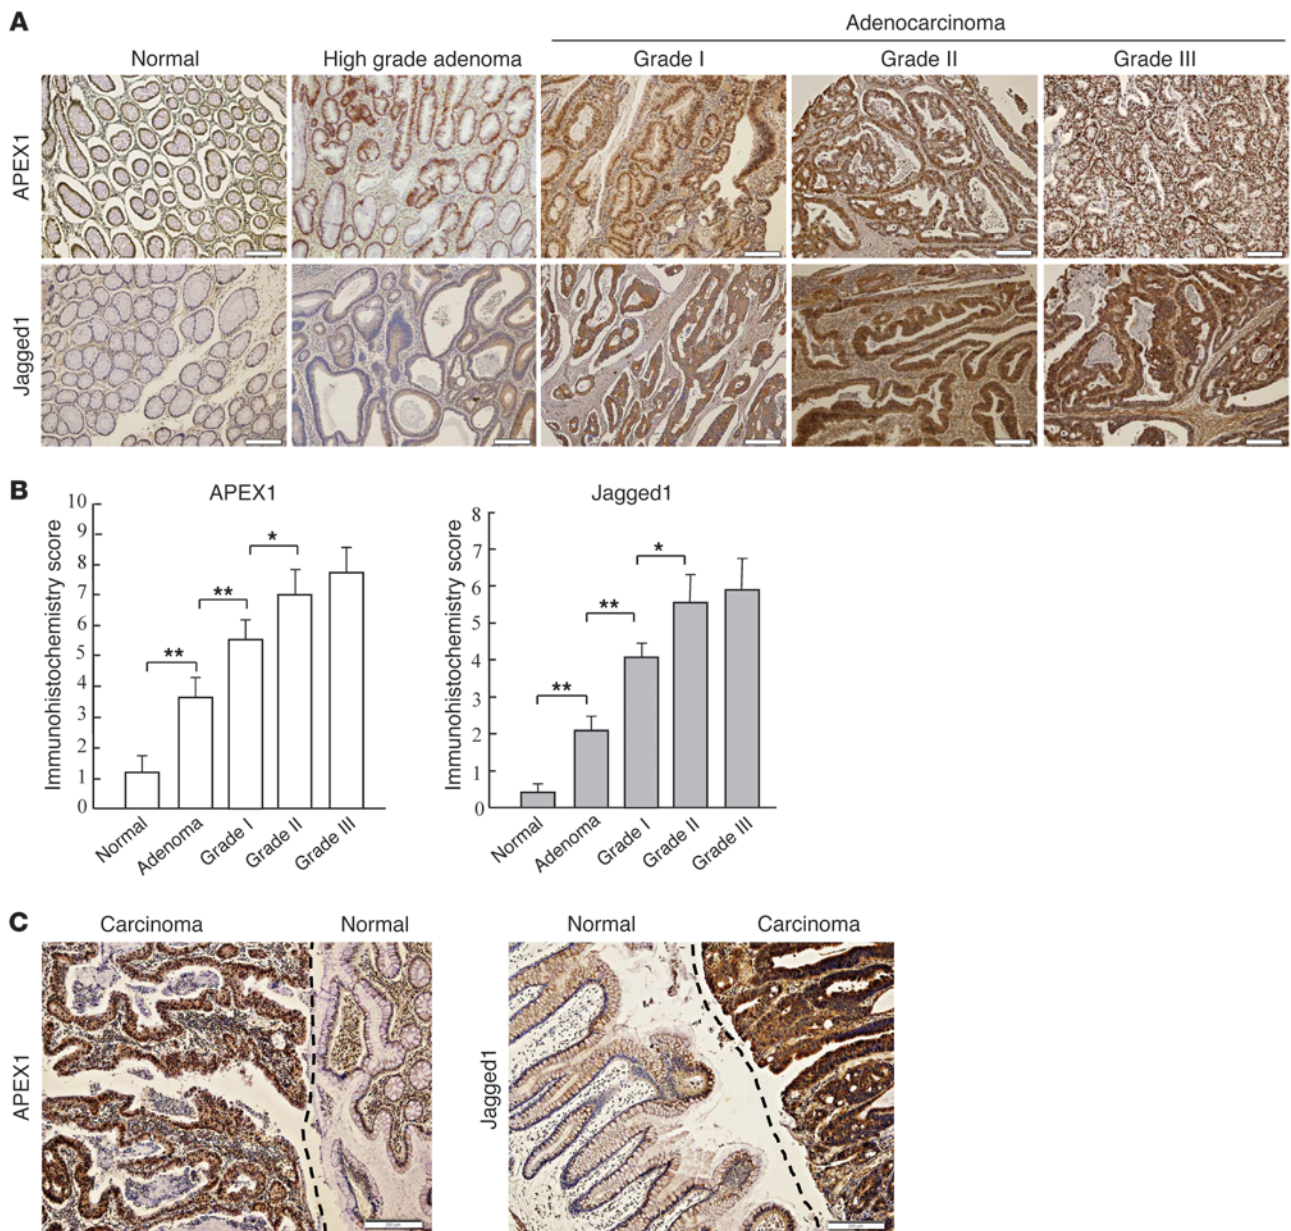 A
Adenocarcinoma
Normal
High grade adenoma
Grade I
Grade II
Grade III
APEX1
Jagged1
B
APEX1
Immunohistochemistry score
10
9
8
7
6
5
4
3
2
1
0
**
**
*
Normal
Adenoma
Grade I
Grade II
Grade III
Jagged1
Immunohistochemistry score
8
7
6
5
4
3
2
1
0
**
**
*
Normal
Adenoma
Grade I
Grade II
Grade III
C
Carcinoma
Normal
APEX1
Normal
Carcinoma
Jagged1